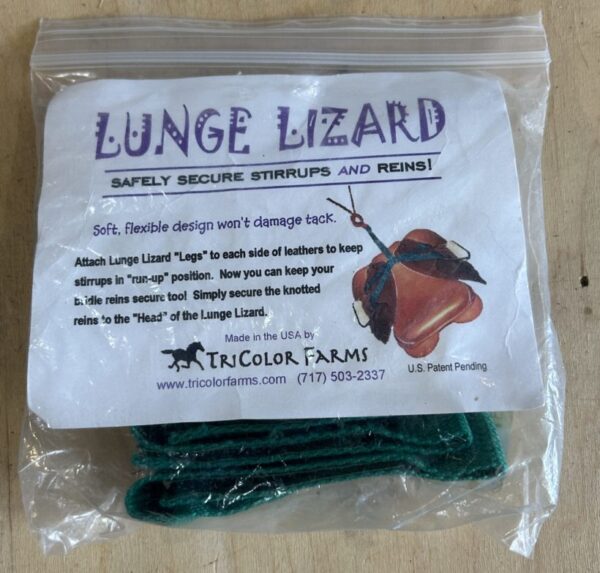 LUNGE LIZARD
SAFELY SECURE STIRRUPS AND REINS!
Soft, flexible design won't damage tack.
Attach Lunge Lizard "Legs" to each side of leathers to keep
stirrups in "run-up" position. Now you can keep your
bridle reins secure too! Simply secure the knotted
reins to the "Head" of the Lunge Lizard.
Made in the USA by
TRICOLOR FARMS
www.tricolorfarms.com (717) 503-2337
U.S. Patent Pending